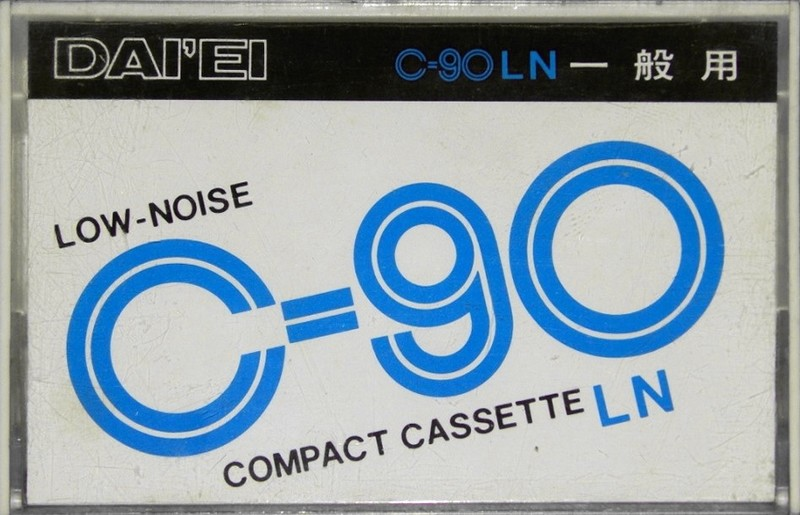 DAI'EI
C=90 LN 一般用
LOW-NOISE
C=90
COMPACT CASSETTE LN